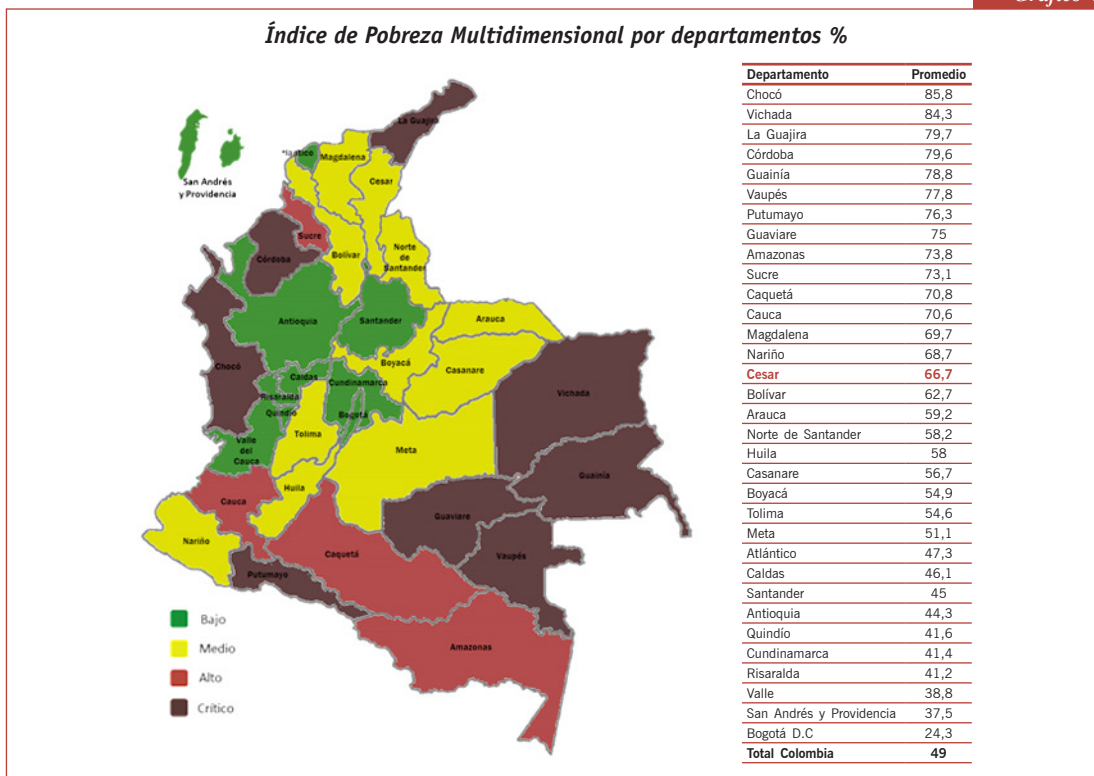 Índice de Pobreza Multidimensional por departamentos %
La Guajira
Magdalena
Cesar
San Andrés
y Providencia
Sucre
Bolívar
Norte
de
Santander
Córdoba
Antioquia
Santander
Arauca
Boyacá
Casanare
Chocó
Caldas
Cundinamarca
Risaralda
Vichada
Quindío
Bogotá
Tolima
Valle
del
Cauca
Meta
Guainía
Huila
Cauca
Guaviare
Nariño
Caquetá
Vaupés
Putumayo
Amazonas
Bajo
Medio
Alto
Crítico
Departamento Promedio
Chocó 85,8
Vichada 84,3
La Guajira 79,7
Córdoba 79,6
Guainía 78,8
Vaupés 77,8
Putumayo 76,3
Guaviare 75
Amazonas 73,8
Sucre 73,1
Caquetá 70,8
Cauca 70,6
Magdalena 69,7
Nariño 68,7
Cesar 66,7
Bolívar 62,7
Arauca 59,2
Norte de Santander 58,2
Huila 58
Casanare 56,7
Boyacá 54,9
Tolima 54,6
Meta 51,1
Atlántico 47,3
Caldas 46,1
Santander 45
Antioquia 44,3
Quindío 41,6
Cundinamarca 41,4
Risaralda 41,2
Valle 38,8
San Andrés y Providencia 37,5
Bogotá D.C 24,3
Total Colombia 49